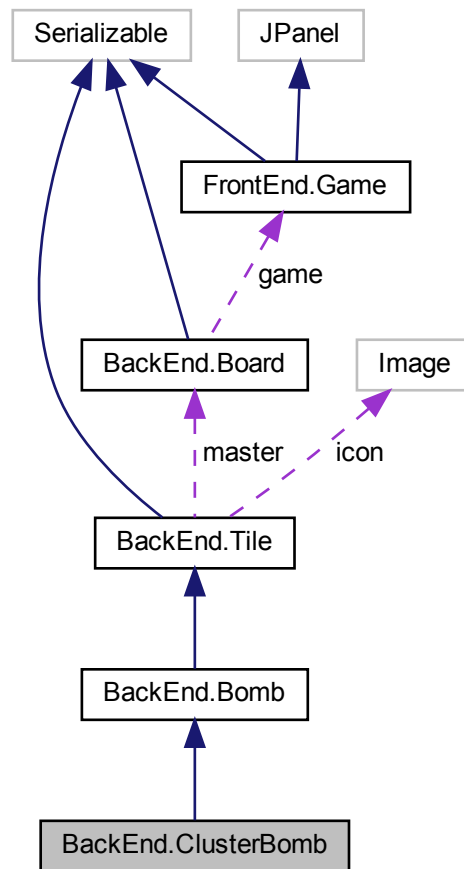 Serializable
JPanel
FrontEnd.Game
game
BackEnd.Board
Image
master
icon
BackEnd.Tile
BackEnd.Bomb
BackEnd.ClusterBomb